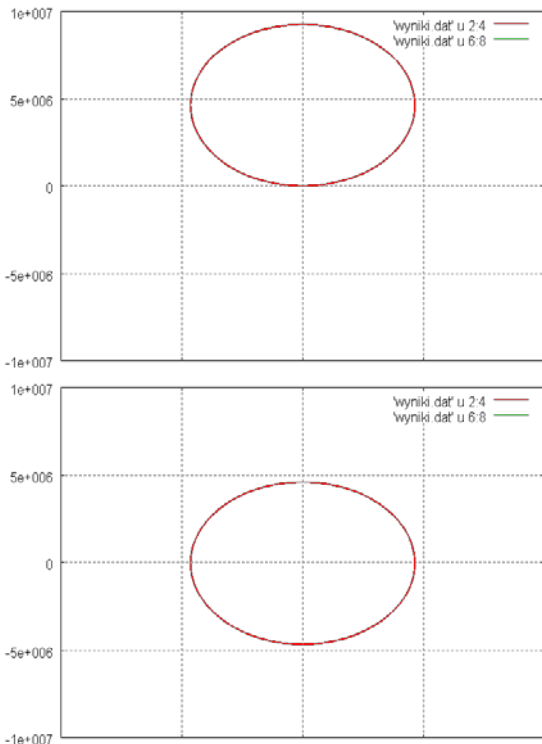 1e+007
'wyniki.dat' u 2:4
'wyniki.dat' u 6:8
5e+006
0
-5e+006
-1e+007
1e+007
'wyniki.dat' u 2:4
'wyniki.dat' u 6:8
5e+006
0
-5e+006
-1e+007